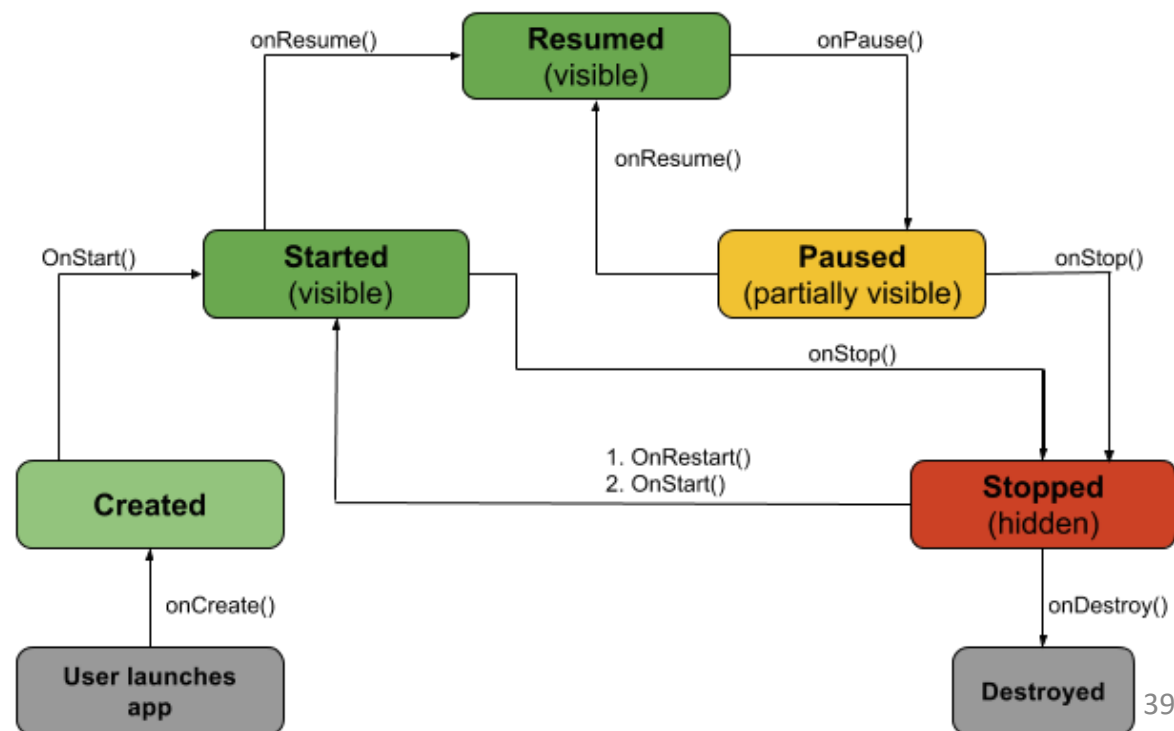 onResume()
Resumed
(visible)
onPause()
onResume()
OnStart()
Started
(visible)
Paused
(partially visible)
onStop()
onStop()
1. OnRestart()
2. OnStart()
Created
Stopped
(hidden)
onCreate()
onDestroy()
User launches
app
Destroyed
39